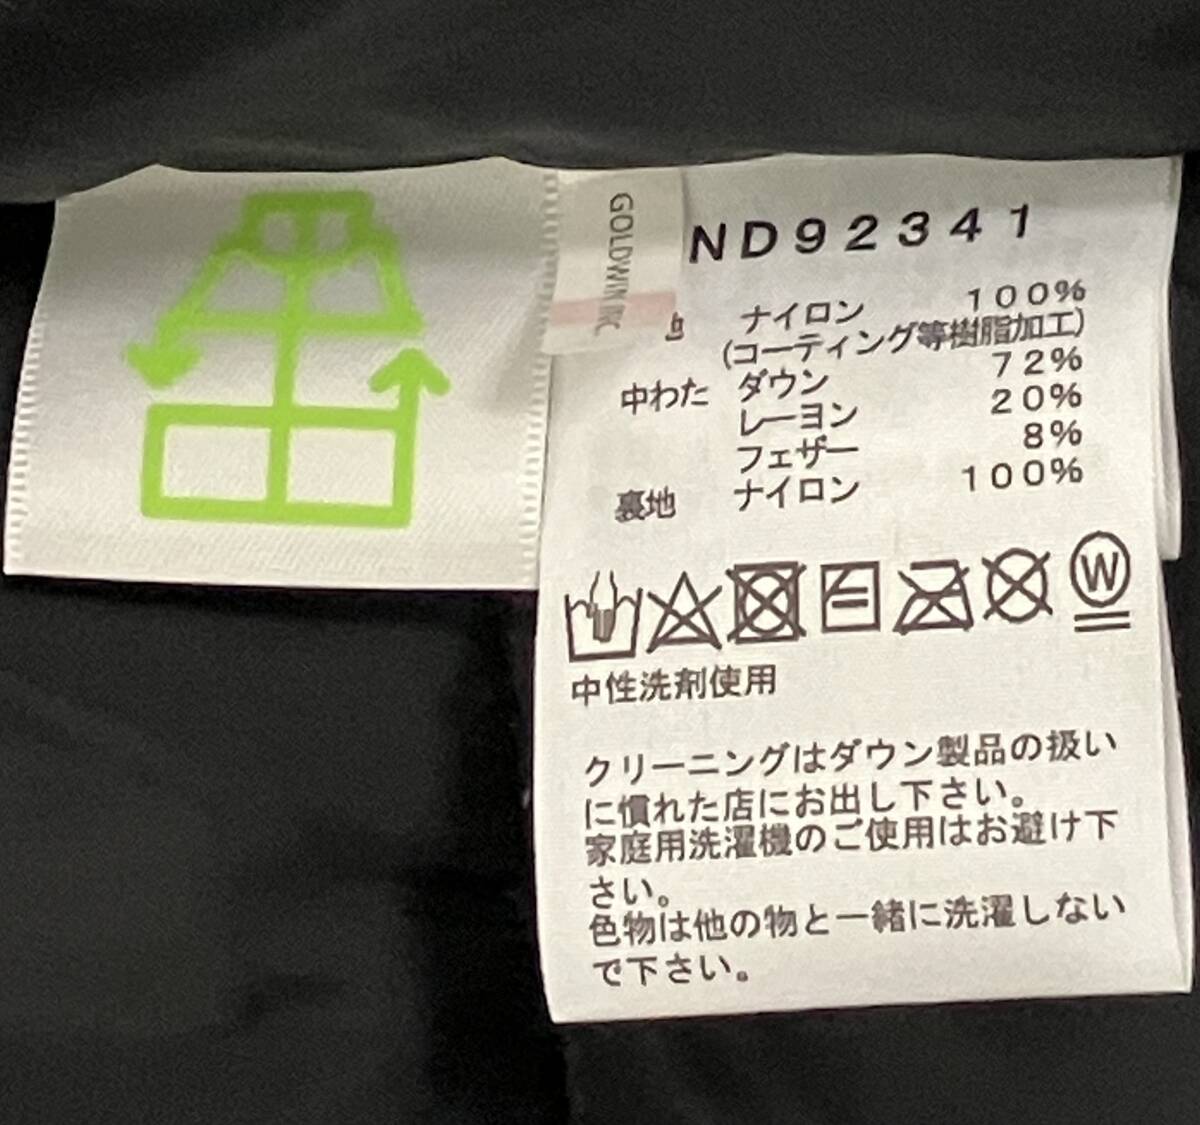 GOLDWIN INC.
ND92341
地 ナイロン 100%
(コーティング等樹脂加工)
中わた ダウン 72%
レーヨン 20%
フェザー 8%
裏地 ナイロン 100%
W
中性洗剤使用
クリーニングはダウン製品の扱い
に慣れた店にお出し下さい。
家庭用洗濯機のご使用はお避け下
さい。
色物は他の物と一緒に洗濯しない
で下さい。